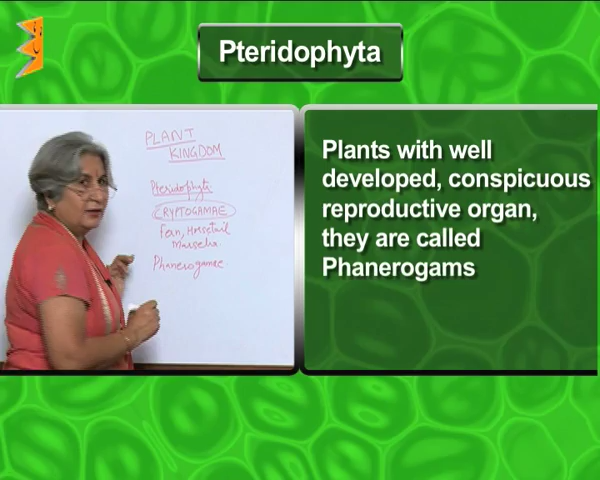 Pteridophyta
PLANT
KINGDOM
Pteridophyta
CRYPTOGAMAE
Fern, Horsetail
Marselia
Phanerogamae
Plants with well
developed, conspicuous
reproductive organ,
they are called
Phanerogams